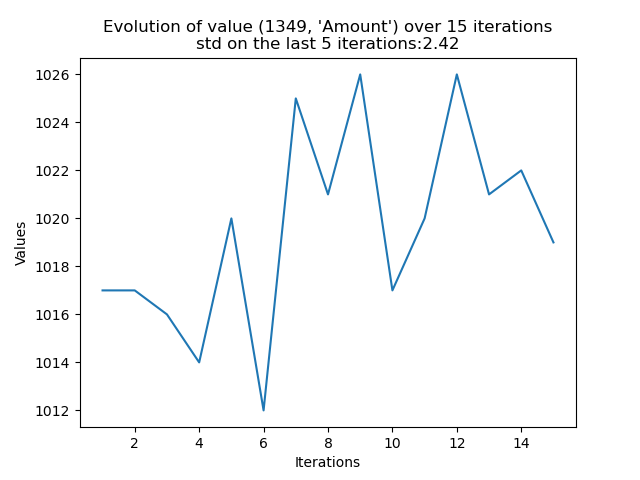 Evolution of value (1349, 'Amount') over 15 iterations
std on the last 5 iterations:2.42
1026
1024
1022
1020
1018
1016
1014
1012
Values
2 4 6 8 10 12 14
Iterations